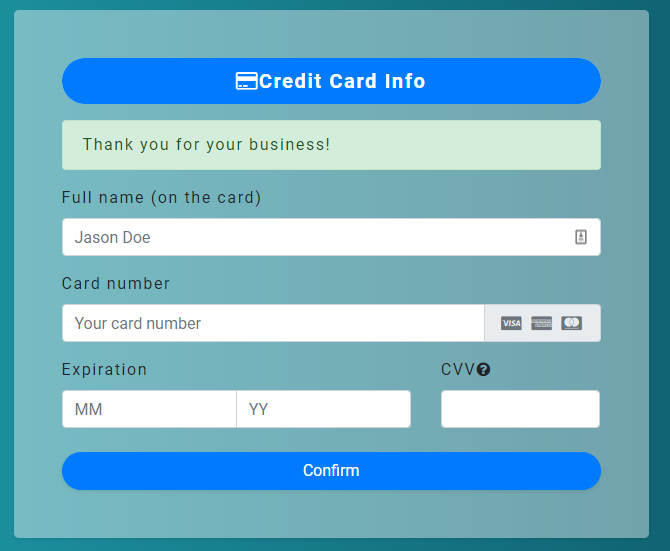 Credit Card Info
Thank you for your business!
Full name (on the card)
Jason Doe
Card number
Your card number
VISA
Expiration
CVV
MM
YY
Confirm